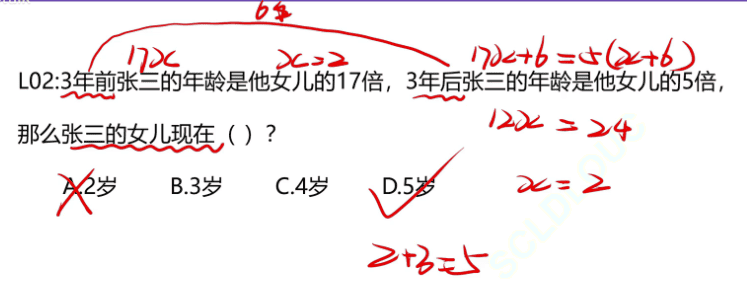 6年
17x x=2 17x+6=5(x+6)
L02:3年前张三的年龄是他女儿的17倍，3年后张三的年龄是他女儿的5倍，
12x = 24
那么张三的女儿现在（ ）？
A.2岁 B.3岁 C.4岁 D.5岁
x = 2
2+3=5